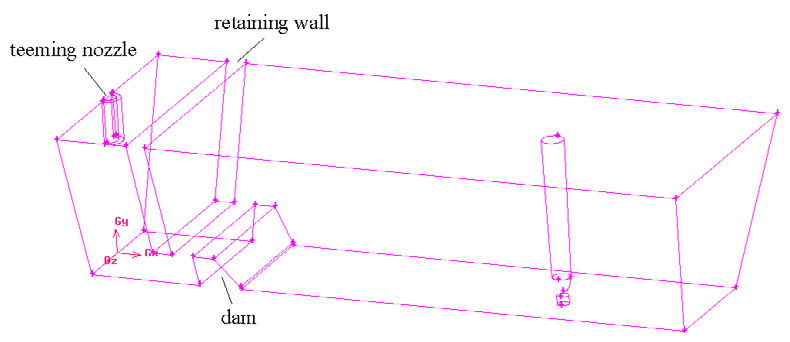 retaining wall
teeming nozzle
Gy
Gz Gx
dam